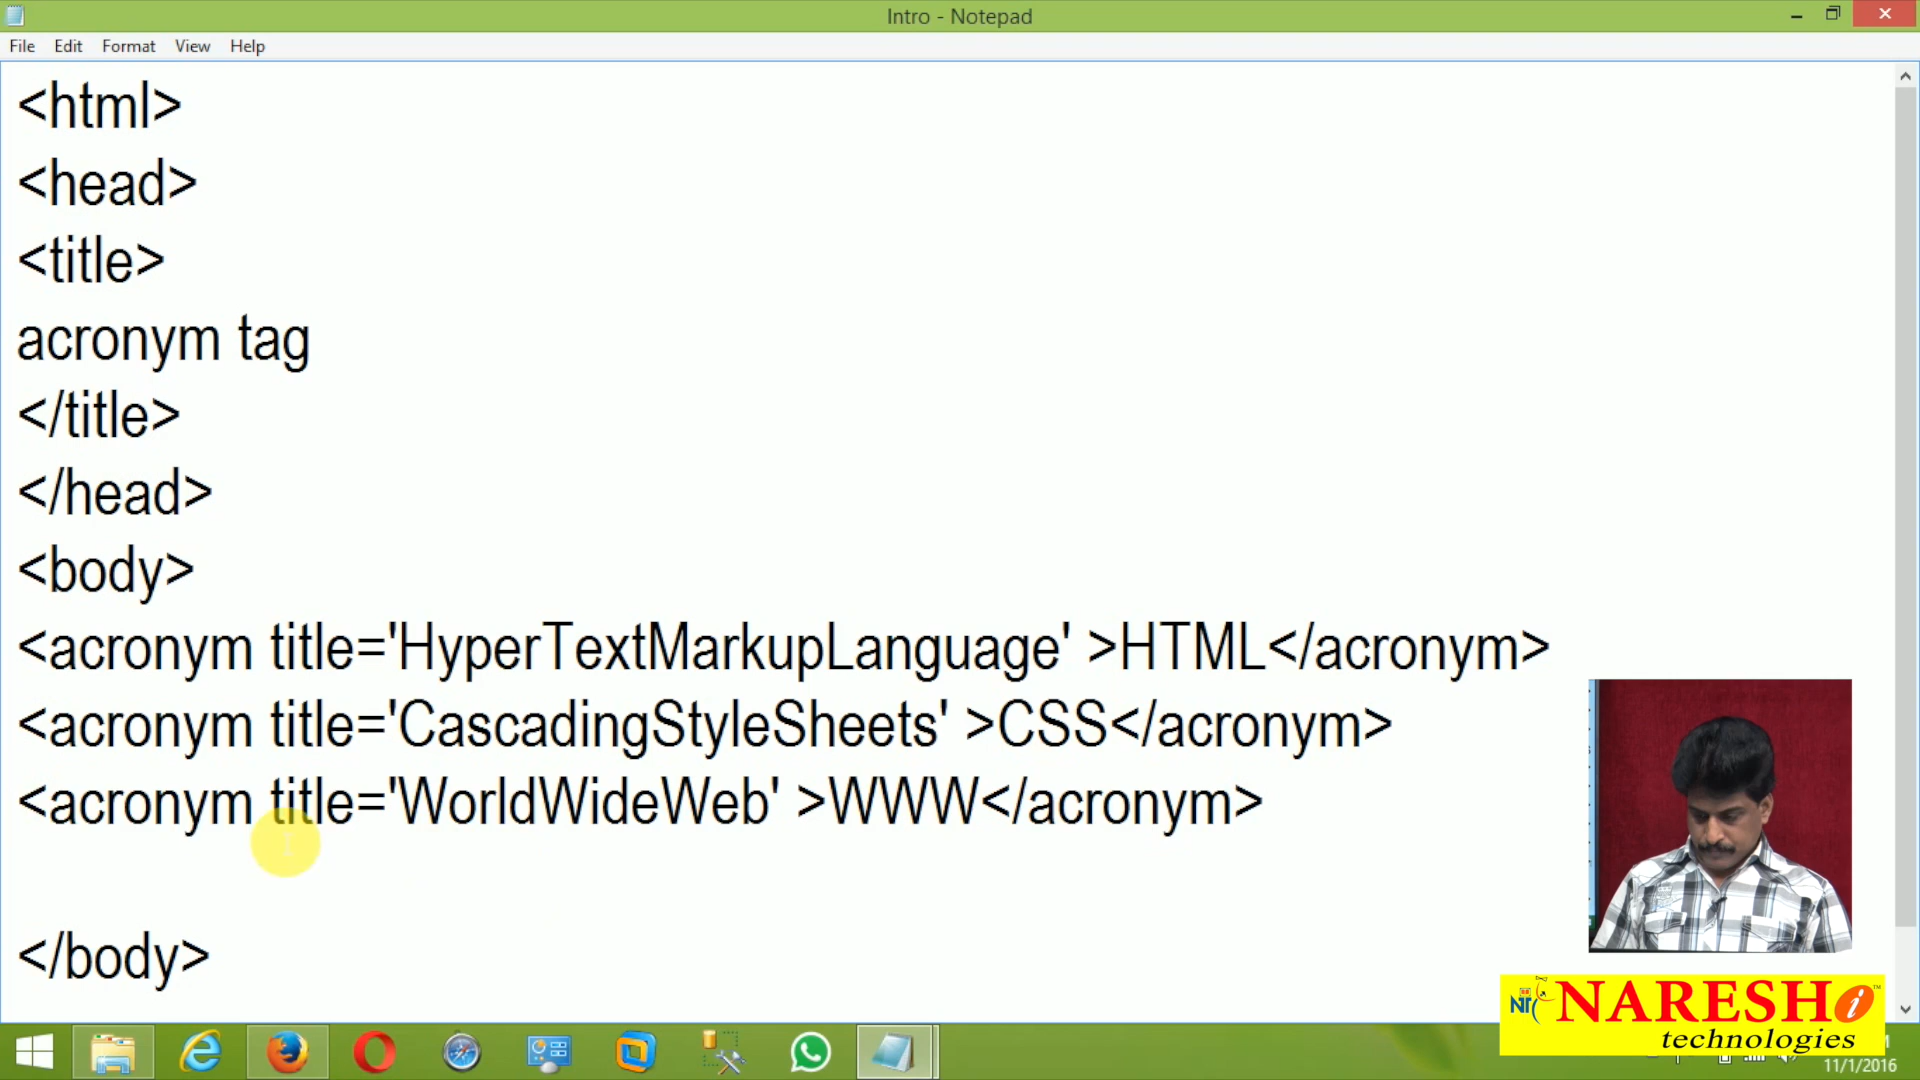 Intro - Notepad
File Edit Format View Help
<html>
<head>
<title>
acronym tag
</title>
</head>
<body>
<acronym title='HyperTextMarkupLanguage' >HTML</acronym>
<acronym title='CascadingStyleSheets' >CSS</acronym>
<acronym title='WorldWideWeb' >WWW</acronym>
</body>
NARESH i
technologies
11/1/2016